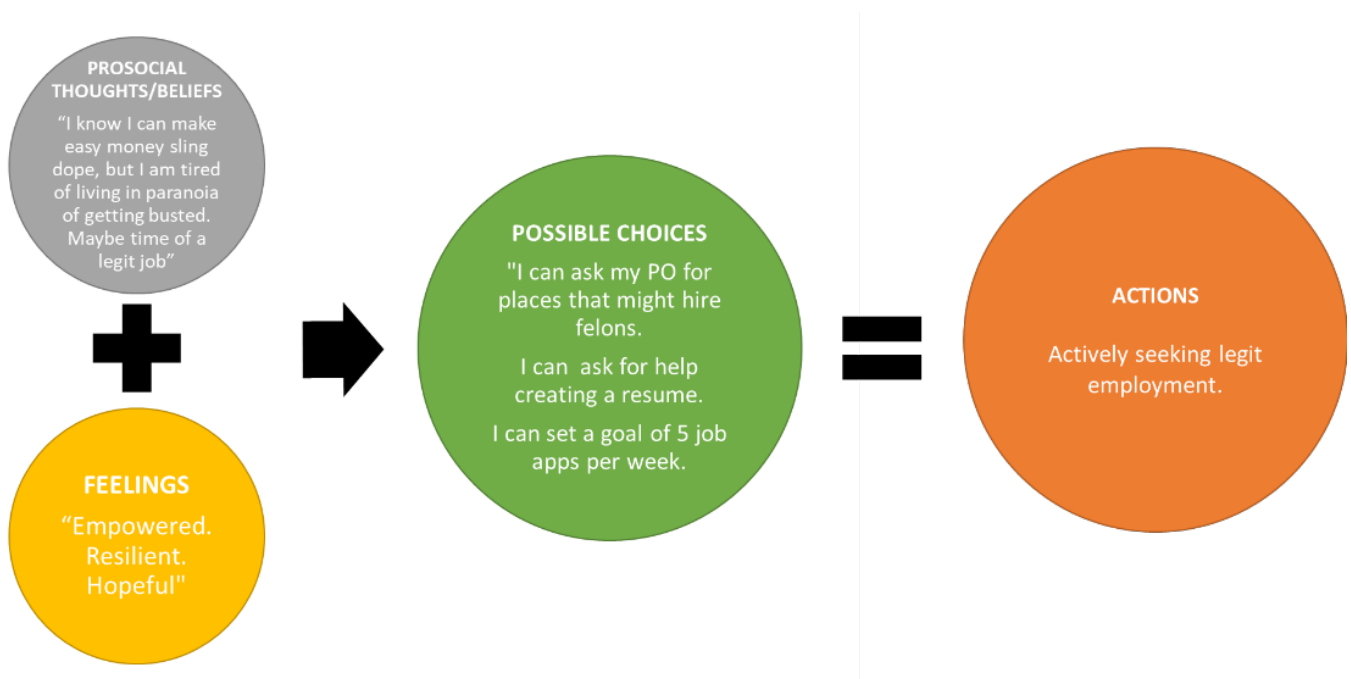 PROSOCIAL
THOUGHTS/BELIEFS
“I know I can make
easy money sling
dope, but I am tired
of living in paranoia
of getting busted.
Maybe time of a
legit job”
FEELINGS
“Empowered.
Resilient.
Hopeful"
POSSIBLE CHOICES
"I can ask my PO for
places that might hire
felons.
I can  ask for help
creating a resume.
I can set a goal of 5 job
apps per week.
ACTIONS
Actively seeking legit
employment.